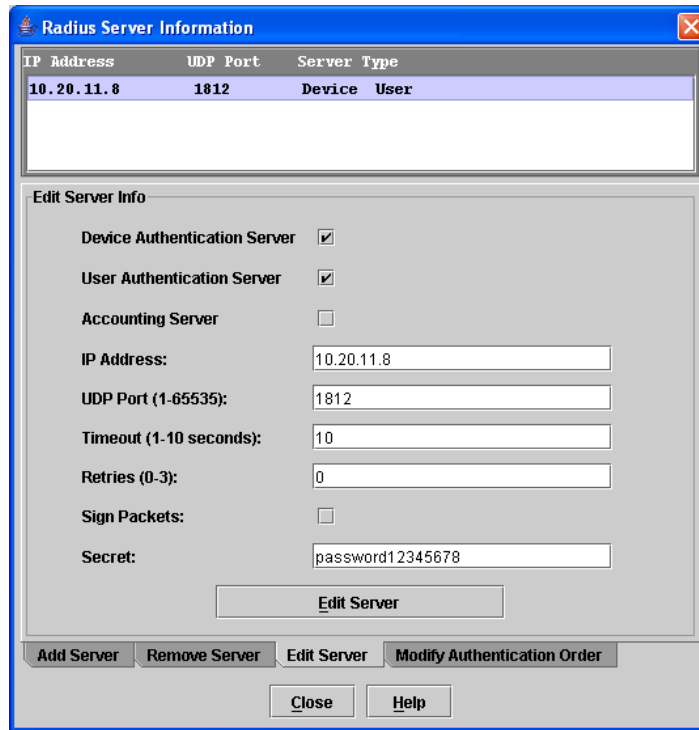 Radius Server Information
IP Address UDP Port Server Type
10.20.11.8 1812 Device User
Edit Server Info
Device Authentication Server
User Authentication Server
Accounting Server
IP Address: 10.20.11.8
UDP Port (1-65535): 1812
Timeout (1-10 seconds): 10
Retries (0-3): 0
Sign Packets:
Secret: password12345678
Edit Server
Add Server Remove Server Edit Server Modify Authentication Order
Close Help